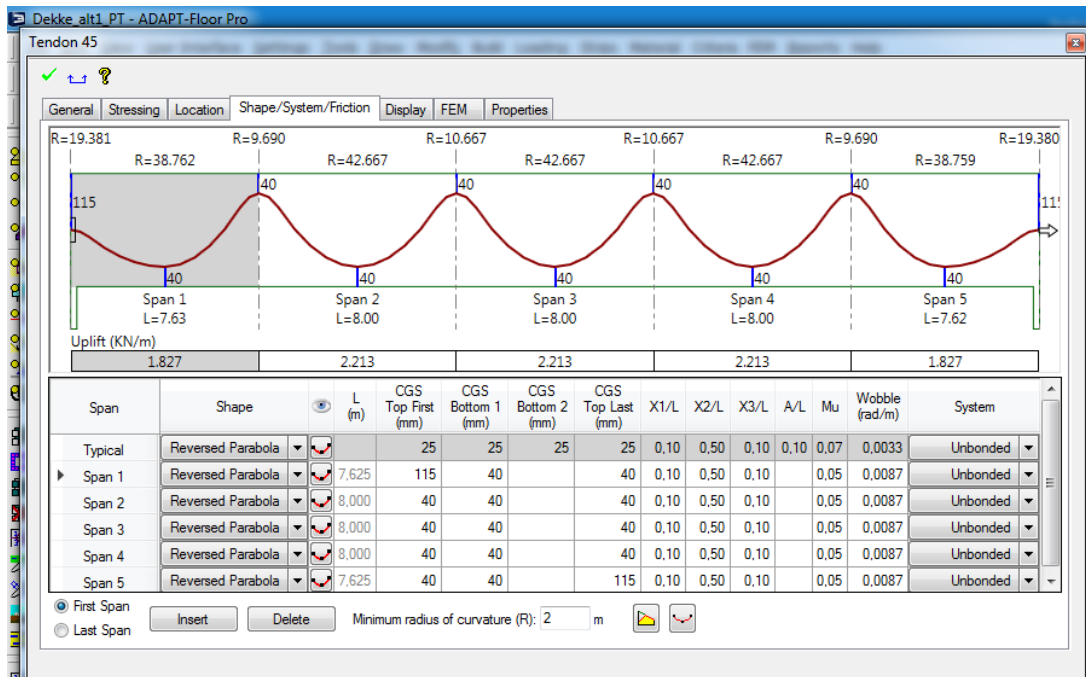 Dekke_alt1_PT - ADAPT-Floor Pro
Tendon 45
General Stressing Location Shape/System/Friction Display FEM Properties
R=19.381 R=9.690 R=10.667 R=10.667 R=9.690 R=19.380
R=38.762 R=42.667 R=42.667 R=42.667 R=38.759
40 40 40 40
115 11
40 40 40 40 40
Span 1 Span 2 Span 3 Span 4 Span 5
L=7.63 L=8.00 L=8.00 L=8.00 L=7.62
Uplift (KN/m)
1.827 2.213 2.213 2.213 1.827
Span Shape L (m) CGS Top First (mm) CGS Bottom 1 (mm) CGS Bottom 2 (mm) CGS Top Last (mm) X1/L X2/L X3/L A/L Mu Wobble (rad/m) System
Typical Reversed Parabola 25 25 25 25 0,10 0,50 0,10 0,10 0,07 0,0033 Unbonded
Span 1 Reversed Parabola 7,625 115 40 40 0,10 0,50 0,10 0,05 0,0087 Unbonded
Span 2 Reversed Parabola 8,000 40 40 40 0,10 0,50 0,10 0,05 0,0087 Unbonded
Span 3 Reversed Parabola 8,000 40 40 40 0,10 0,50 0,10 0,05 0,0087 Unbonded
Span 4 Reversed Parabola 8,000 40 40 40 0,10 0,50 0,10 0,05 0,0087 Unbonded
Span 5 Reversed Parabola 7,625 40 40 115 0,10 0,50 0,10 0,05 0,0087 Unbonded
First Span
Last Span
Insert Delete Minimum radius of curvature (R): 2 m